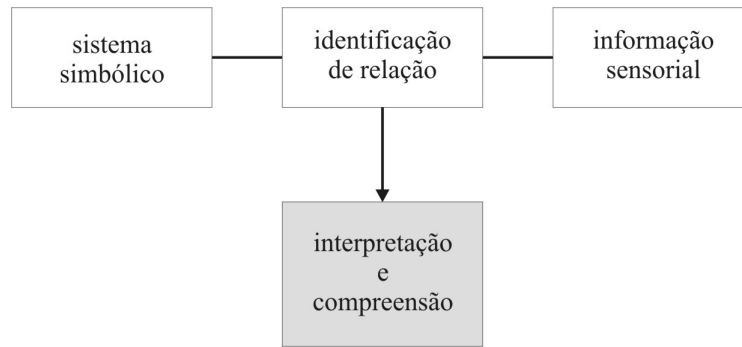 sistema
simbólico
identificação
de relação
informação
sensorial
interpretação
e
compreensão